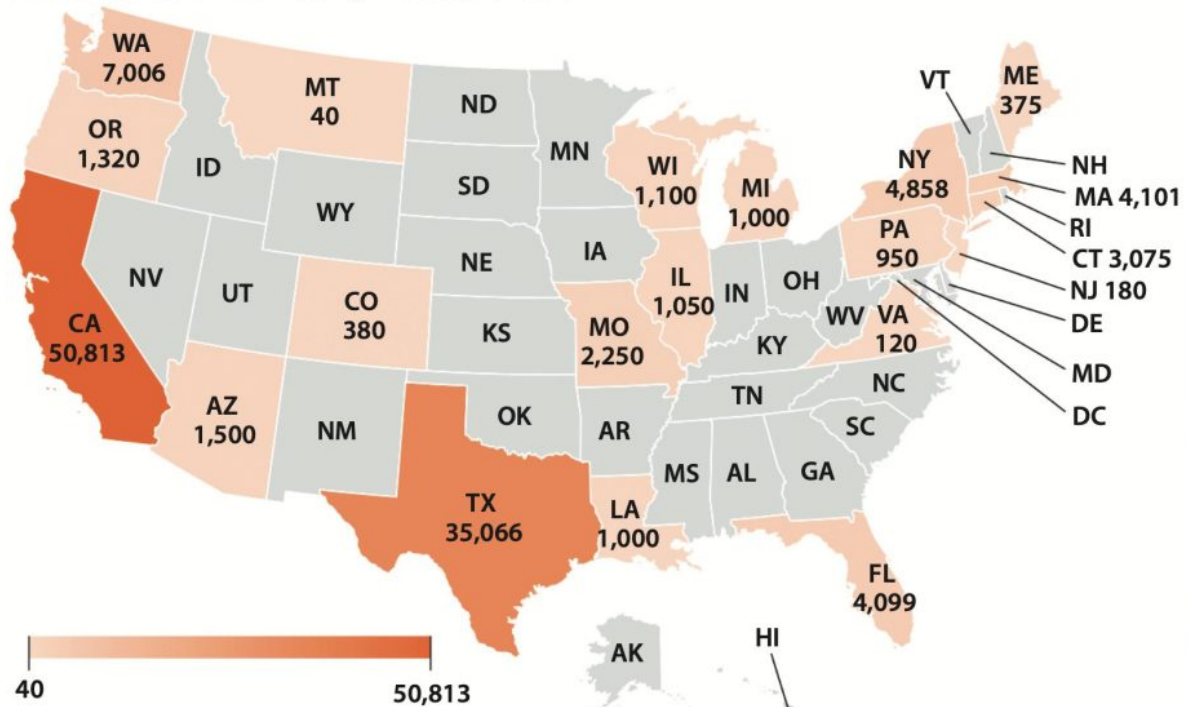 WA
7,006
MT
40
ND
MN
OR
1,320
ID
WY
SD
WI
1,100
MI
1,000
NY
4,858
VT
ME
375
NH
MA 4,101
RI
CT 3,075
NJ 180
DE
MD
DC
PA
950
NV
UT
CO
380
NE
IA
IL
1,050
IN
OH
CA
50,813
KS
MO
2,250
KY
WV
VA
120
AZ
1,500
NM
OK
AR
TN
NC
SC
TX
35,066
LA
1,000
MS
AL
GA
FL
4,099
AK
HI
40
50,813